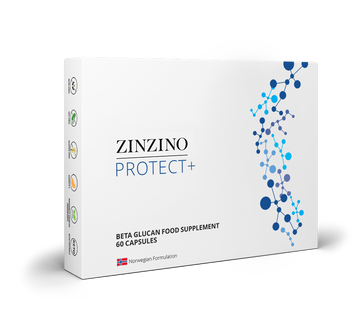 ZINZINO
PROTECT+
BETA GLUCAN FOOD SUPPLEMENT
60 CAPSULES
Norwegian Formulation